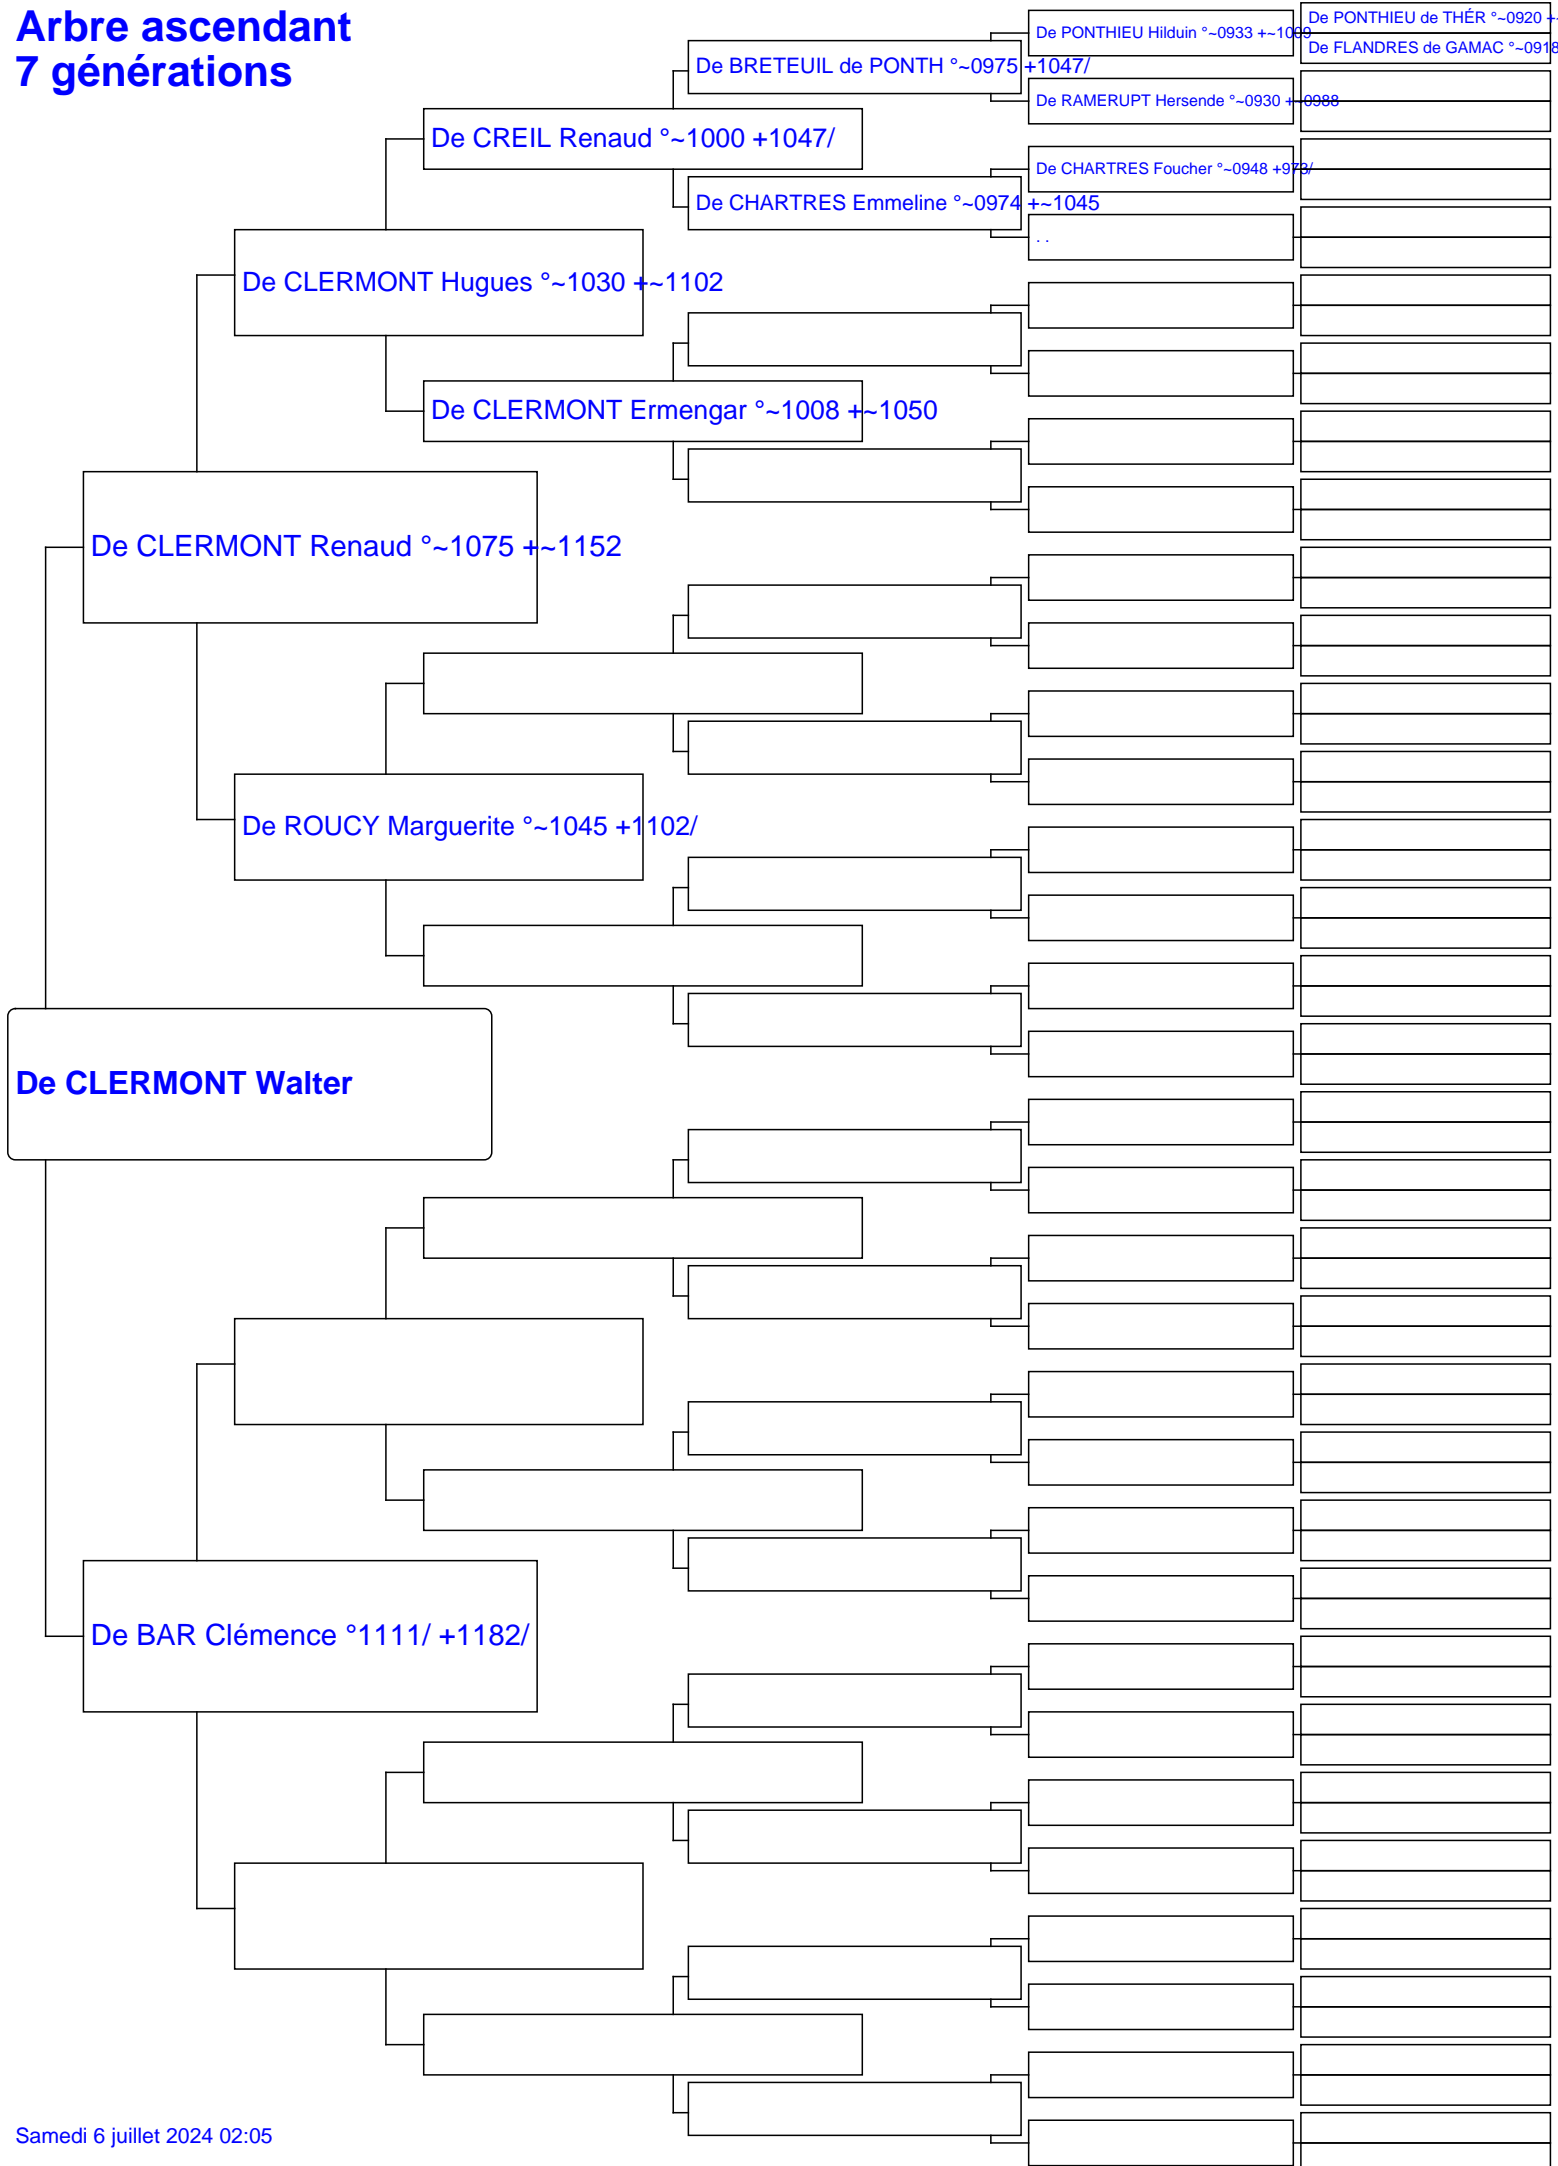 Arbre ascendant
7 générations
De PONTHIEU de THÉR °~0920 +
De PONTHIEU Hilduin °~0933 +~1009
De FLANDRES de GAMAC °~0918
De BRETEUIL de PONTH °~0975 +1047/
De RAMERUPT Hersende °~0930 +~0988
De CREIL Renaud °~1000 +1047/
De CHARTRES Foucher °~0948 +973/
De CHARTRES Emmeline °~0974 +~1045
. .
De CLERMONT Hugues °~1030 +~1102
De CLERMONT Ermengar °~1008 +~1050
De CLERMONT Renaud °~1075 +~1152
De ROUCY Marguerite °~1045 +1102/
De CLERMONT Walter
De BAR Clémence °1111/ +1182/
Samedi 6 juillet 2024 02:05